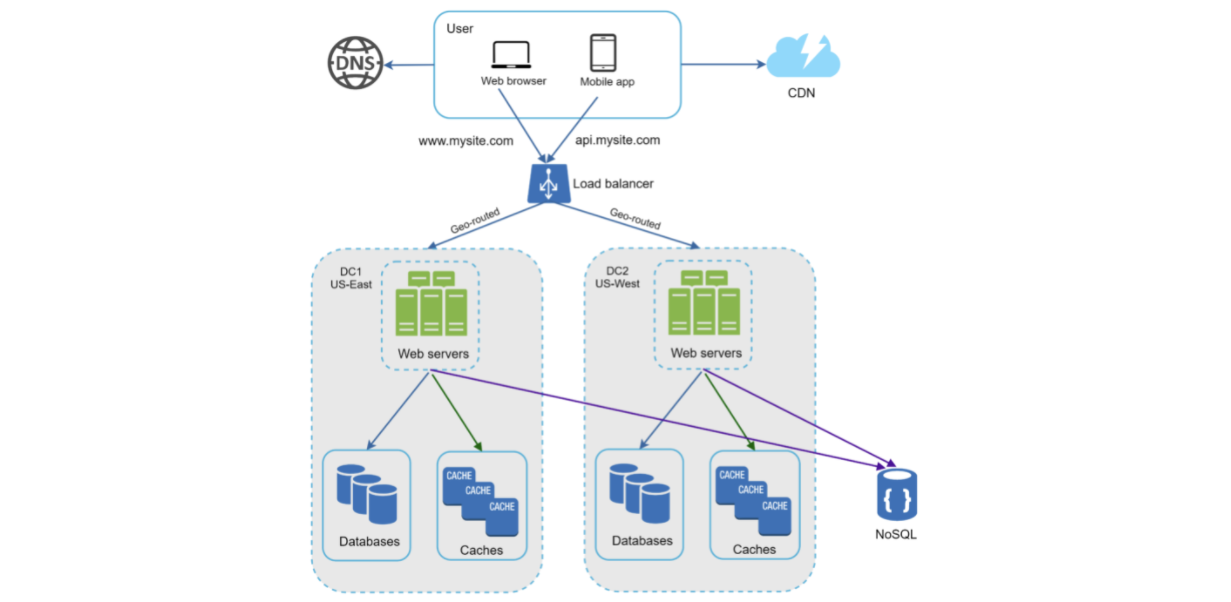 User
DNS
Web browser
Mobile app
CDN
www.mysite.com
api.mysite.com
Load balancer
Geo-routed
Geo-routed
DC1
US-East
Web servers
DC2
US-West
Web servers
Databases
CACHE
CACHE
CACHE
Caches
Databases
CACHE
CACHE
CACHE
Caches
{ }
NoSQL